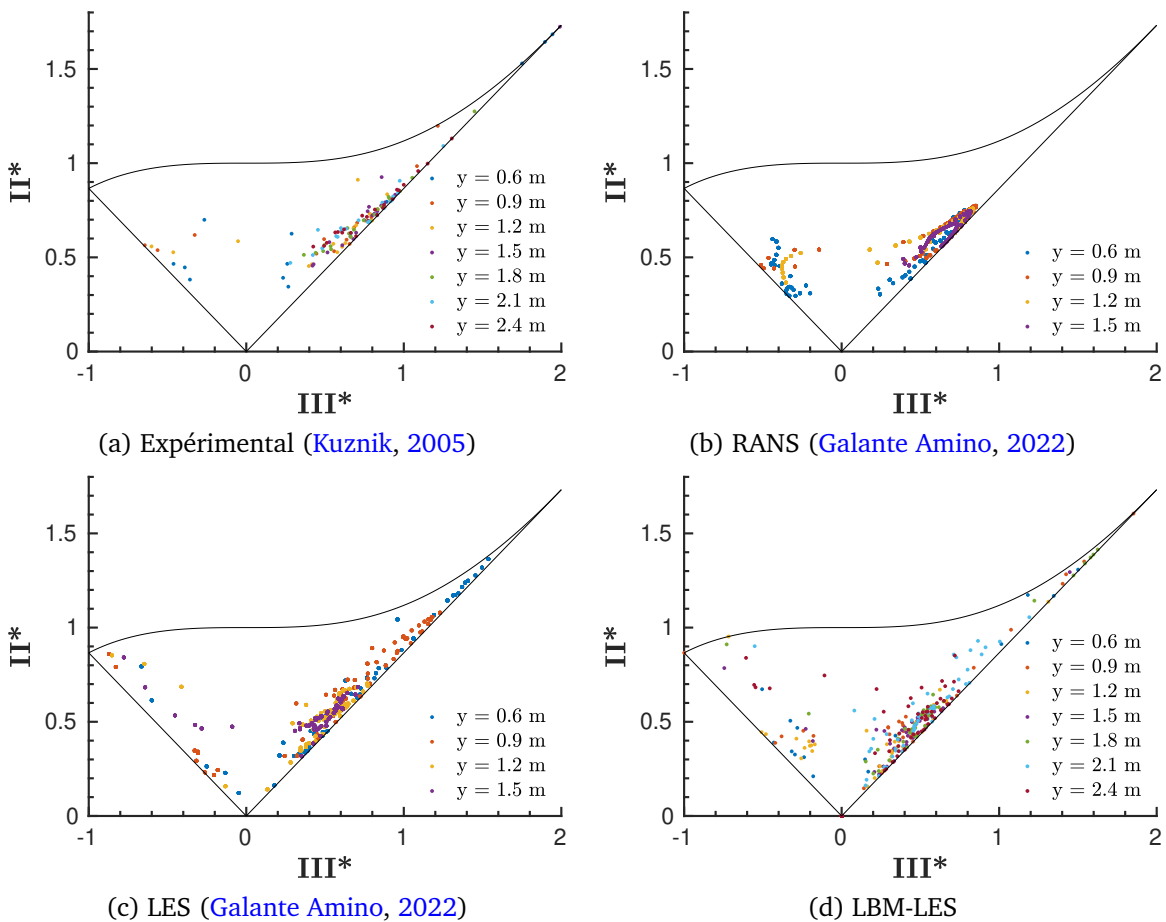 1.5
1
0.5
0
-1
0
1
2
II*
III*
y = 0.6 m
y = 0.9 m
y = 1.2 m
y = 1.5 m
y = 1.8 m
y = 2.1 m
y = 2.4 m
(a) Expérimental (Kuznik, 2005)
1.5
1
0.5
0
-1
0
1
2
II*
III*
y = 0.6 m
y = 0.9 m
y = 1.2 m
y = 1.5 m
(b) RANS (Galante Amino, 2022)
1.5
1
0.5
0
-1
0
1
2
II*
III*
y = 0.6 m
y = 0.9 m
y = 1.2 m
y = 1.5 m
(c) LES (Galante Amino, 2022)
1.5
1
0.5
0
-1
0
1
2
II*
III*
y = 0.6 m
y = 0.9 m
y = 1.2 m
y = 1.5 m
y = 1.8 m
y = 2.1 m
y = 2.4 m
(d) LBM-LES